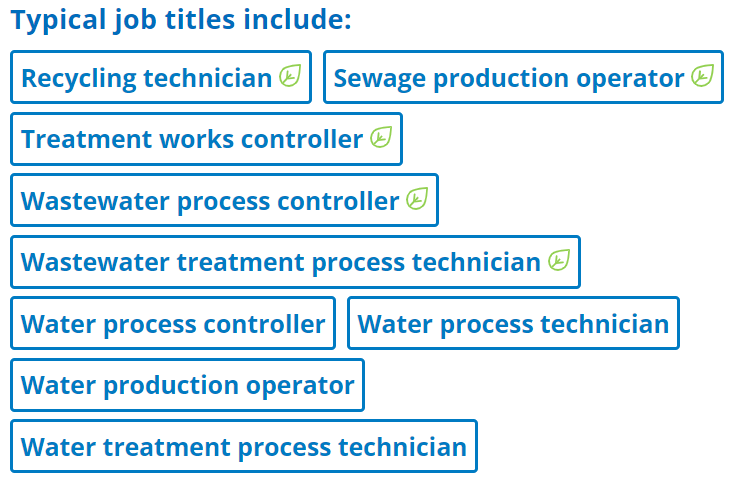 Typical job titles include:
Recycling technician Sewage production operator
Treatment works controller
Wastewater process controller
Wastewater treatment process technician
Water process controller Water process technician
Water production operator
Water treatment process technician